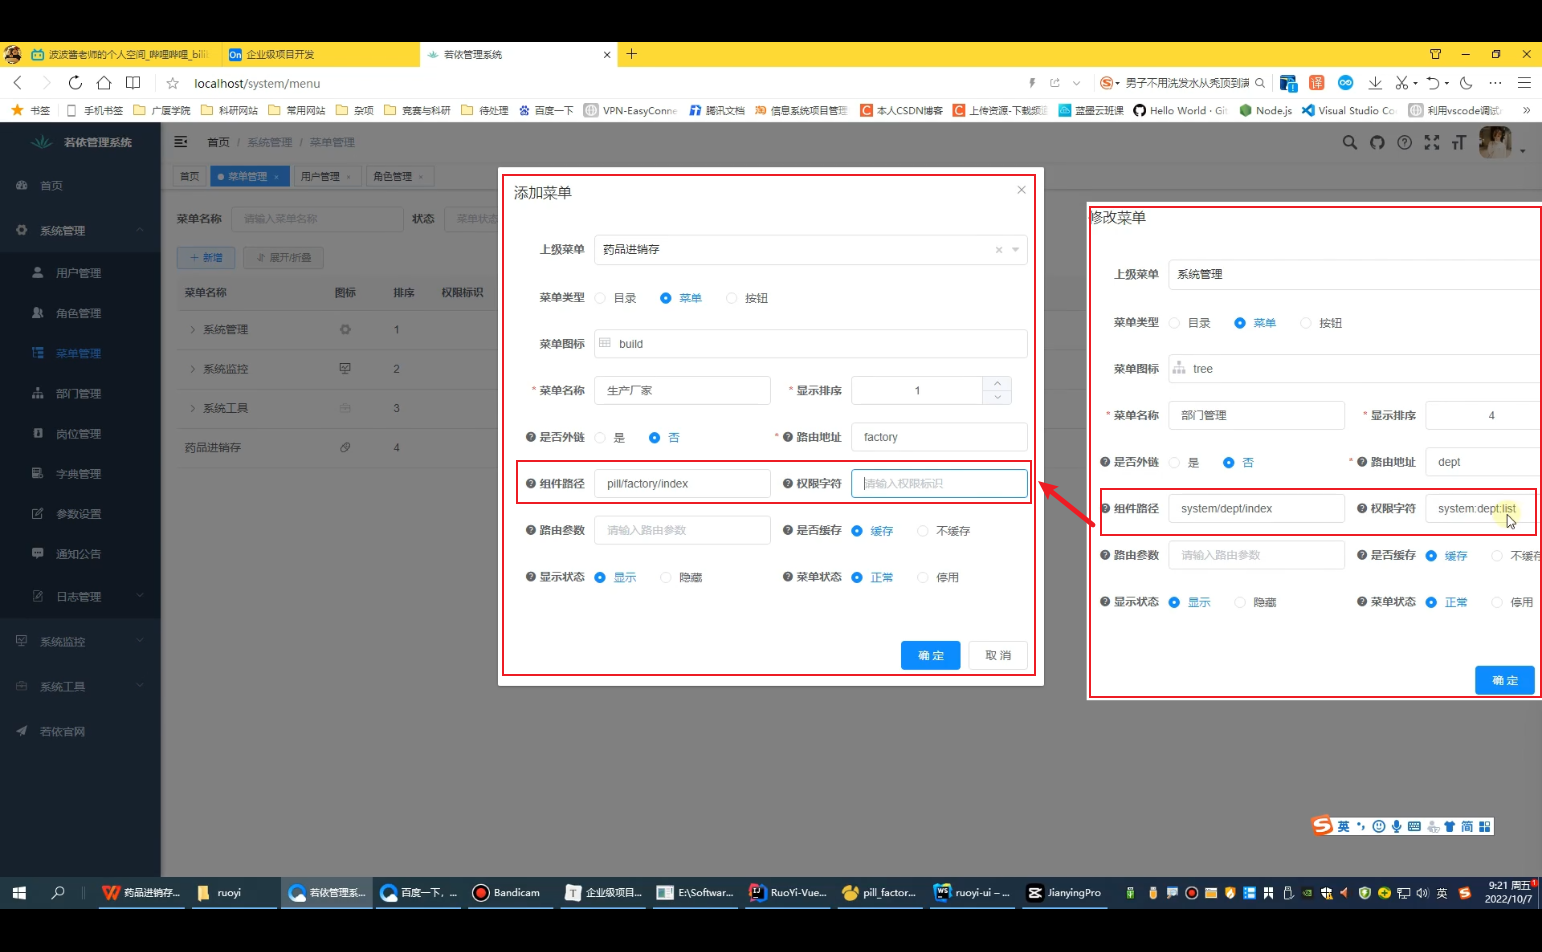 波波酱老师的个人空间_哔哩哔哩_bili
On 企业级项目开发
若依管理系统
localhost/system/menu
男子不用洗发水从秃顶到满
书签 手机书签 广厦学院 科研网站 常用网站 杂项 竞赛与科研 待处理 百度一下 VPN-EasyConne 腾讯文档 信息系统项目管理 本人CSDN博客 上传资源-下载频道 蓝墨云班课 Hello World · Git Node.js Visual Studio Co 利用vscode调试
若依管理系统
首页 / 系统管理 / 菜单管理
首页
菜单管理
用户管理
角色管理
首页
系统管理
用户管理
角色管理
菜单管理
部门管理
岗位管理
字典管理
参数设置
通知公告
日志管理
系统监控
系统工具
若依官网
菜单名称 请输入菜单名称 状态 菜单状态
+ 新增 展开/折叠
菜单名称 图标 排序 权限标识
系统管理 1
系统监控 2
系统工具 3
药品进销存 4
添加菜单
上级菜单 药品进销存
菜单类型 目录 菜单 按钮
菜单图标 build
* 菜单名称 生产厂家 * 显示排序 1
是否外链 是 否 * 路由地址 factory
组件路径 pill/factory/index 权限字符 请输入权限标识
路由参数 请输入路由参数 是否缓存 缓存 不缓存
显示状态 显示 隐藏 菜单状态 正常 停用
确 定 取 消
修改菜单
上级菜单 系统管理
菜单类型 目录 菜单 按钮
菜单图标 tree
* 菜单名称 部门管理 * 显示排序 4
是否外链 是 否 * 路由地址 dept
组件路径 system/dept/index 权限字符 system:dept:list
路由参数 请输入路由参数 是否缓存 缓存 不缓存
显示状态 显示 隐藏 菜单状态 正常 停用
确 定
英 简
药品进销存... ruoyi 若依管理系... 百度一下，... Bandicam 企业级项目... E:\Softwar... RuoYi-Vue... pill_factor... ruoyi-ui – ... JianyingPro 英
9:21 周五
2022/10/7